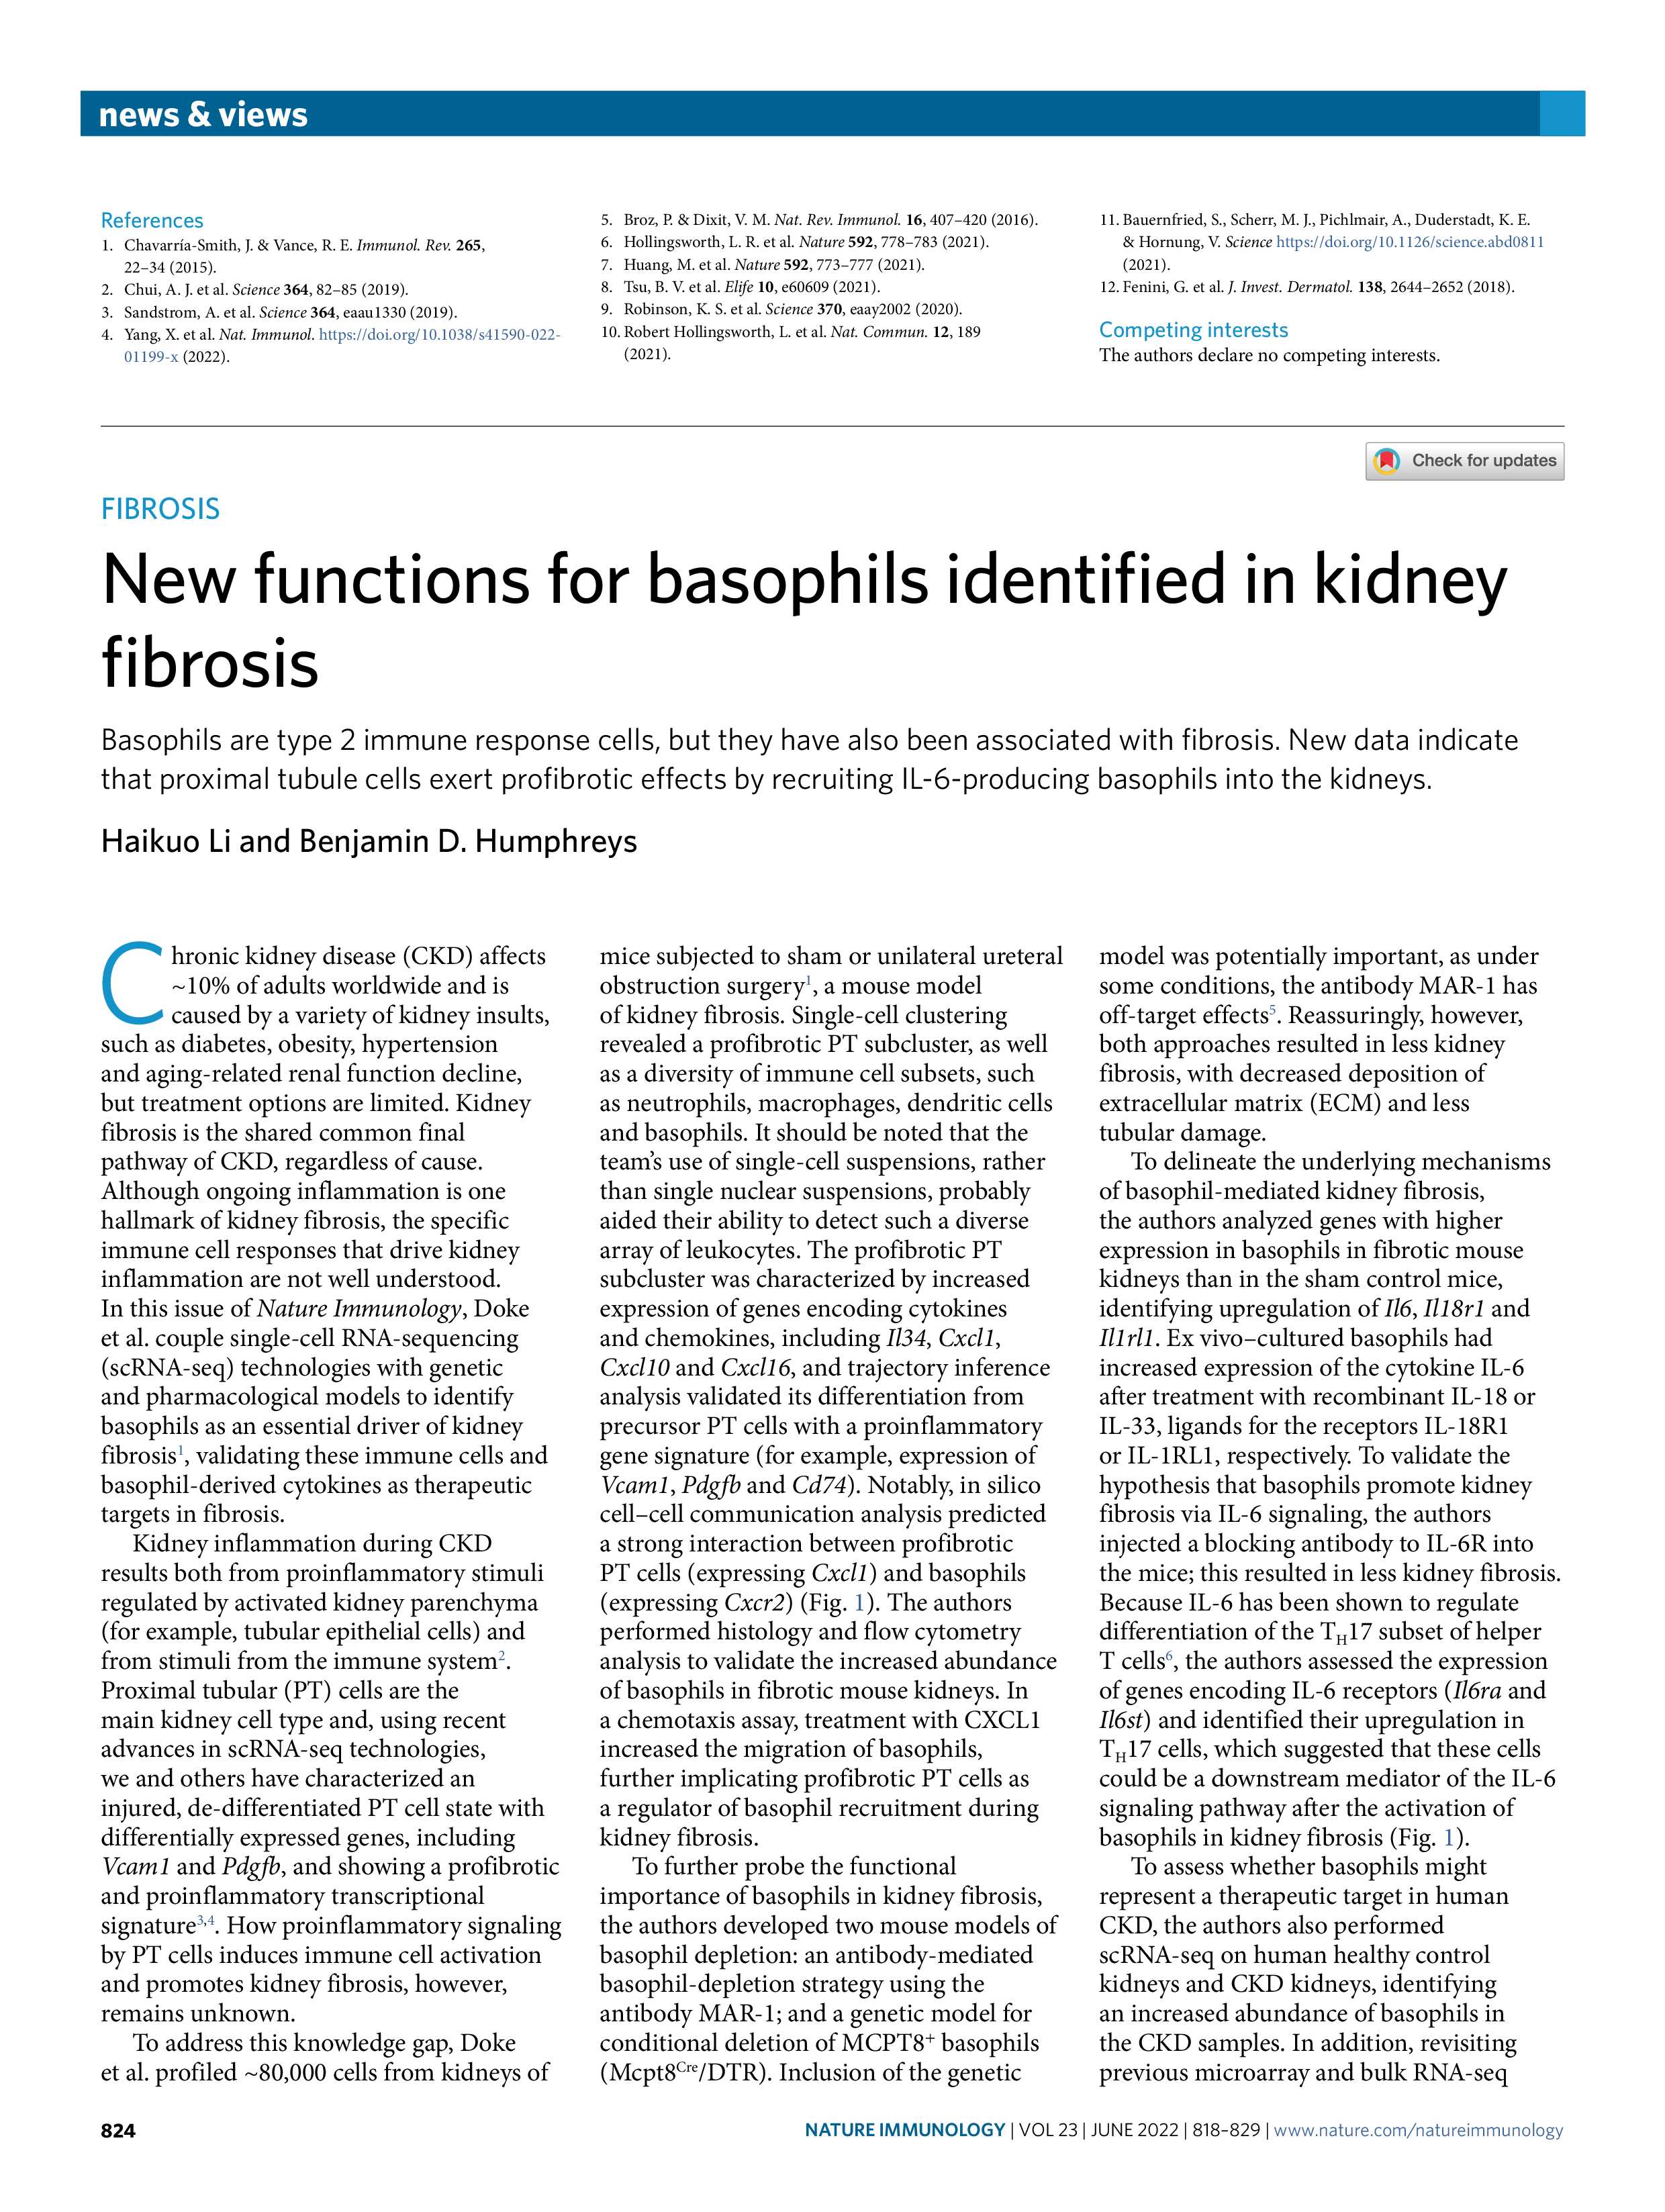 news & views
References
1. Chavarría-Smith, J. & Vance, R. E. Immunol. Rev. 265,
22–34 (2015).
2. Chui, A. J. et al. Science 364, 82–85 (2019).
3. Sandstrom, A. et al. Science 364, eaau1330 (2019).
4. Yang, X. et al. Nat. Immunol. https://doi.org/10.1038/s41590-022-
01199-x (2022).
5. Broz, P. & Dixit, V. M. Nat. Rev. Immunol. 16, 407–420 (2016).
6. Hollingsworth, L. R. et al. Nature 592, 778–783 (2021).
7. Huang, M. et al. Nature 592, 773–777 (2021).
8. Tsu, B. V. et al. Elife 10, e60609 (2021).
9. Robinson, K. S. et al. Science 370, eaay2002 (2020).
10. Robert Hollingsworth, L. et al. Nat. Commun. 12, 189
(2021).
11. Bauernfried, S., Scherr, M. J., Pichlmair, A., Duderstadt, K. E.
& Hornung, V. Science https://doi.org/10.1126/science.abd0811
(2021).
12. Fenini, G. et al. J. Invest. Dermatol. 138, 2644–2652 (2018).
Competing interests
The authors declare no competing interests.
Check for updates
FIBROSIS
New functions for basophils identified in kidney
fibrosis
Basophils are type 2 immune response cells, but they have also been associated with fibrosis. New data indicate
that proximal tubule cells exert profibrotic effects by recruiting IL-6-producing basophils into the kidneys.
Haikuo Li and Benjamin D. Humphreys
Chronic kidney disease (CKD) affects
~10% of adults worldwide and is
caused by a variety of kidney insults,
such as diabetes, obesity, hypertension
and aging-related renal function decline,
but treatment options are limited. Kidney
fibrosis is the shared common final
pathway of CKD, regardless of cause.
Although ongoing inflammation is one
hallmark of kidney fibrosis, the specific
immune cell responses that drive kidney
inflammation are not well understood.
In this issue of Nature Immunology, Doke
et al. couple single-cell RNA-sequencing
(scRNA-seq) technologies with genetic
and pharmacological models to identify
basophils as an essential driver of kidney
fibrosis1, validating these immune cells and
basophil-derived cytokines as therapeutic
targets in fibrosis.
Kidney inflammation during CKD
results both from proinflammatory stimuli
regulated by activated kidney parenchyma
(for example, tubular epithelial cells) and
from stimuli from the immune system2.
Proximal tubular (PT) cells are the
main kidney cell type and, using recent
advances in scRNA-seq technologies,
we and others have characterized an
injured, de-differentiated PT cell state with
differentially expressed genes, including
Vcam1 and Pdgfb, and showing a profibrotic
and proinflammatory transcriptional
signature3,4. How proinflammatory signaling
by PT cells induces immune cell activation
and promotes kidney fibrosis, however,
remains unknown.
To address this knowledge gap, Doke
et al. profiled ~80,000 cells from kidneys of
mice subjected to sham or unilateral ureteral
obstruction surgery1, a mouse model
of kidney fibrosis. Single-cell clustering
revealed a profibrotic PT subcluster, as well
as a diversity of immune cell subsets, such
as neutrophils, macrophages, dendritic cells
and basophils. It should be noted that the
team’s use of single-cell suspensions, rather
than single nuclear suspensions, probably
aided their ability to detect such a diverse
array of leukocytes. The profibrotic PT
subcluster was characterized by increased
expression of genes encoding cytokines
and chemokines, including Il34, Cxcl1,
Cxcl10 and Cxcl16, and trajectory inference
analysis validated its differentiation from
precursor PT cells with a proinflammatory
gene signature (for example, expression of
Vcam1, Pdgfb and Cd74). Notably, in silico
cell–cell communication analysis predicted
a strong interaction between profibrotic
PT cells (expressing Cxcl1) and basophils
(expressing Cxcr2) (Fig. 1). The authors
performed histology and flow cytometry
analysis to validate the increased abundance
of basophils in fibrotic mouse kidneys. In
a chemotaxis assay, treatment with CXCL1
increased the migration of basophils,
further implicating profibrotic PT cells as
a regulator of basophil recruitment during
kidney fibrosis.
To further probe the functional
importance of basophils in kidney fibrosis,
the authors developed two mouse models of
basophil depletion: an antibody-mediated
basophil-depletion strategy using the
antibody MAR-1; and a genetic model for
conditional deletion of MCPT8+ basophils
(Mcpt8Cre/DTR). Inclusion of the genetic
model was potentially important, as under
some conditions, the antibody MAR-1 has
off-target effects5. Reassuringly, however,
both approaches resulted in less kidney
fibrosis, with decreased deposition of
extracellular matrix (ECM) and less
tubular damage.
To delineate the underlying mechanisms
of basophil-mediated kidney fibrosis,
the authors analyzed genes with higher
expression in basophils in fibrotic mouse
kidneys than in the sham control mice,
identifying upregulation of Il6, Il18r1 and
Il1rl1. Ex vivo–cultured basophils had
increased expression of the cytokine IL-6
after treatment with recombinant IL-18 or
IL-33, ligands for the receptors IL-18R1
or IL-1RL1, respectively. To validate the
hypothesis that basophils promote kidney
fibrosis via IL-6 signaling, the authors
injected a blocking antibody to IL-6R into
the mice; this resulted in less kidney fibrosis.
Because IL-6 has been shown to regulate
differentiation of the TH17 subset of helper
T cells6, the authors assessed the expression
of genes encoding IL-6 receptors (Il6ra and
Il6st) and identified their upregulation in
TH17 cells, which suggested that these cells
could be a downstream mediator of the IL-6
signaling pathway after the activation of
basophils in kidney fibrosis (Fig. 1).
To assess whether basophils might
represent a therapeutic target in human
CKD, the authors also performed
scRNA-seq on human healthy control
kidneys and CKD kidneys, identifying
an increased abundance of basophils in
the CKD samples. In addition, revisiting
previous microarray and bulk RNA-seq
824
NATURE IMMUNOLOGY | VOL 23 | JUNE 2022 | 818–829 | www.nature.com/natureimmunology